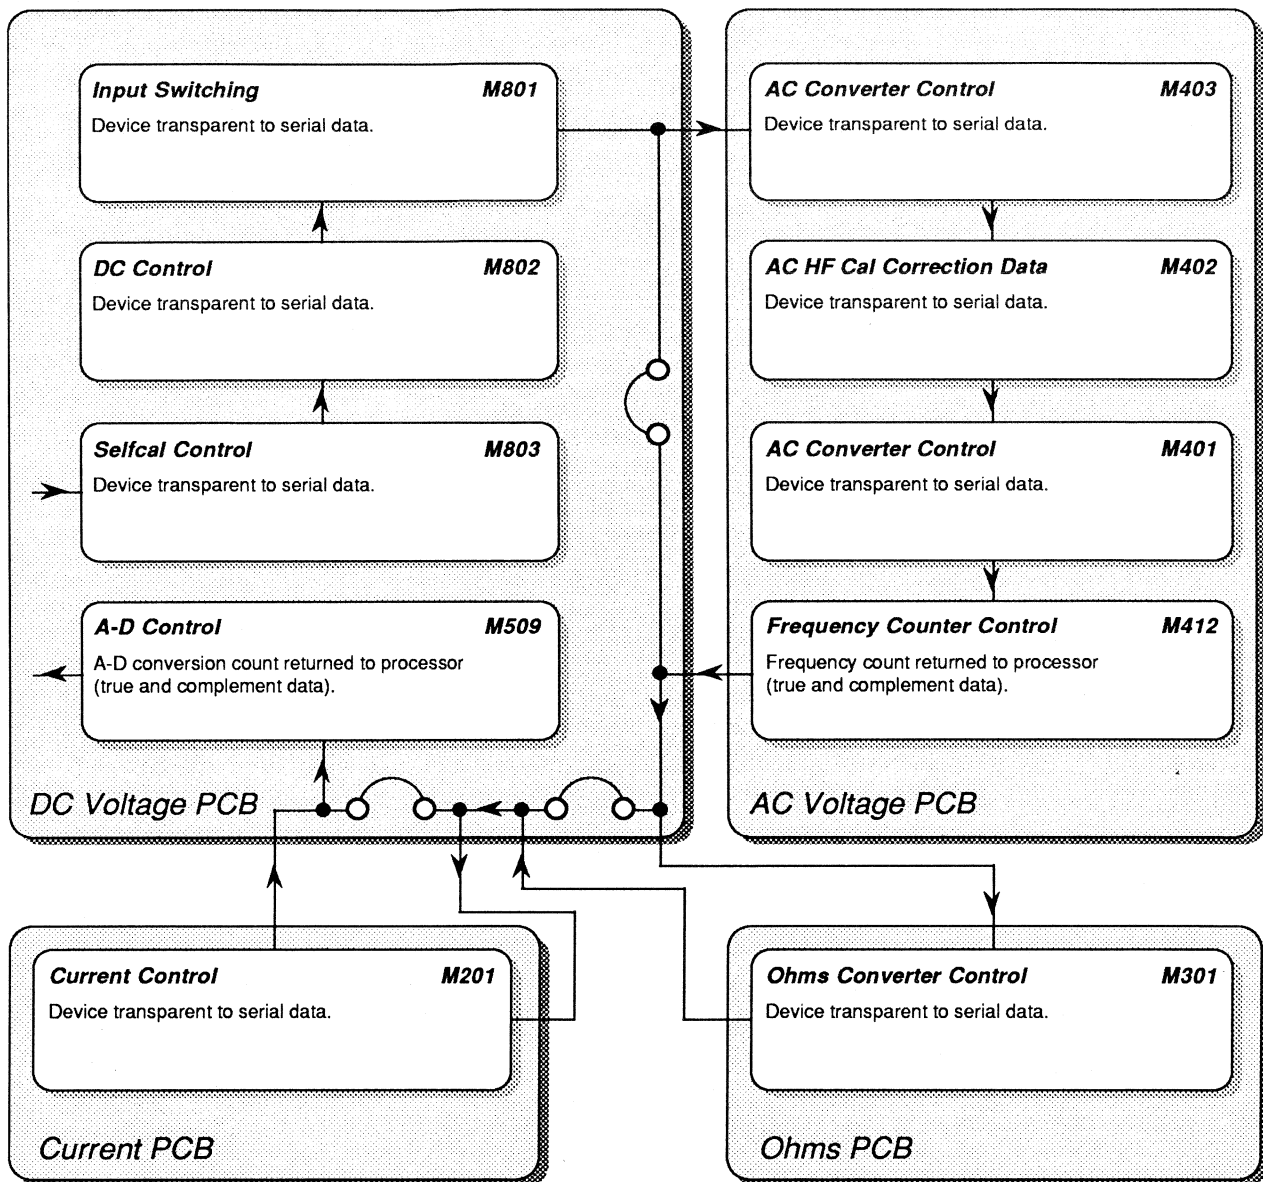 Input Switching M801
Device transparent to serial data.
DC Control M802
Device transparent to serial data.
Selfcal Control M803
Device transparent to serial data.
A-D Control M509
A-D conversion count returned to processor
(true and complement data).
DC Voltage PCB
AC Converter Control M403
Device transparent to serial data.
AC HF Cal Correction Data M402
Device transparent to serial data.
AC Converter Control M401
Device transparent to serial data.
Frequency Counter Control M412
Frequency count returned to processor
(true and complement data).
AC Voltage PCB
Current Control M201
Device transparent to serial data.
Current PCB
Ohms Converter Control M301
Device transparent to serial data.
Ohms PCB